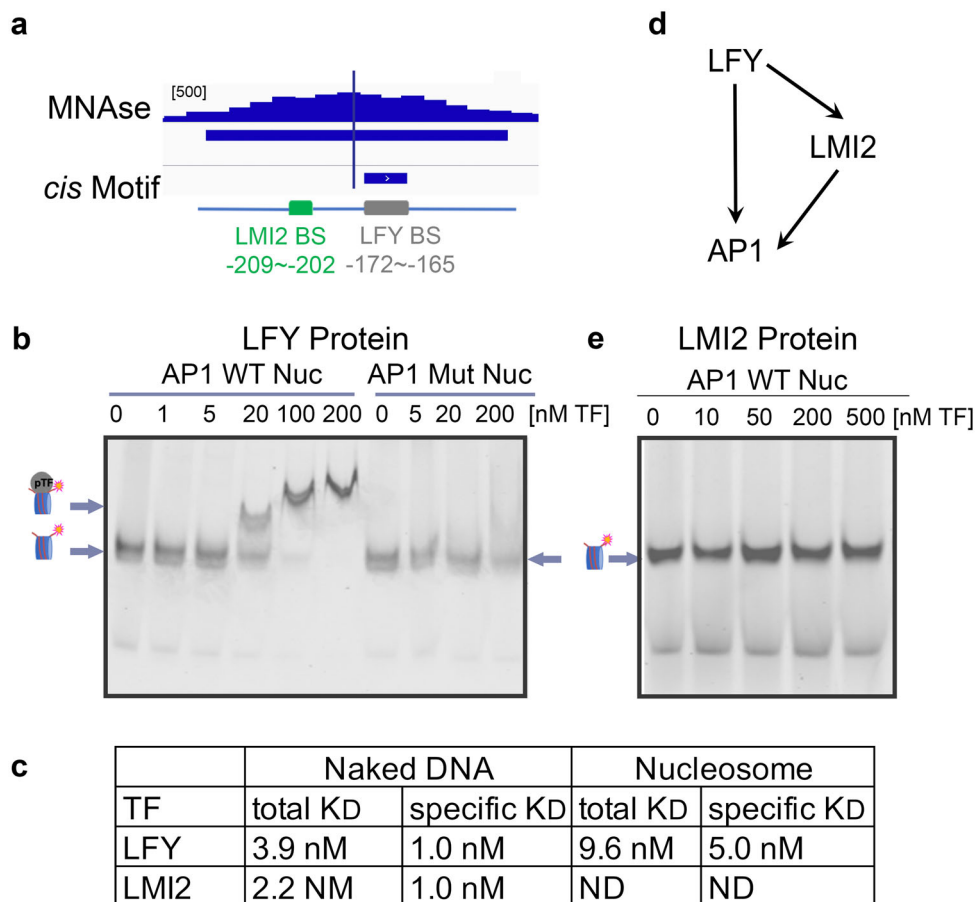 a
[500]
MNAse
cis Motif
LMI2 BS LFY BS
-209~-202 -172~-165
d
LFY
LMI2
AP1
b LFY Protein
AP1 WT Nuc AP1 Mut Nuc
0 1 5 20 100 200 0 5 20 200 [nM TF]
pTF
e LMI2 Protein
AP1 WT Nuc
0 10 50 200 500 [nM TF]
c
Naked DNA Nucleosome
TF total KD specific KD total KD specific KD
LFY 3.9 nM 1.0 nM 9.6 nM 5.0 nM
LMI2 2.2 NM 1.0 nM ND ND